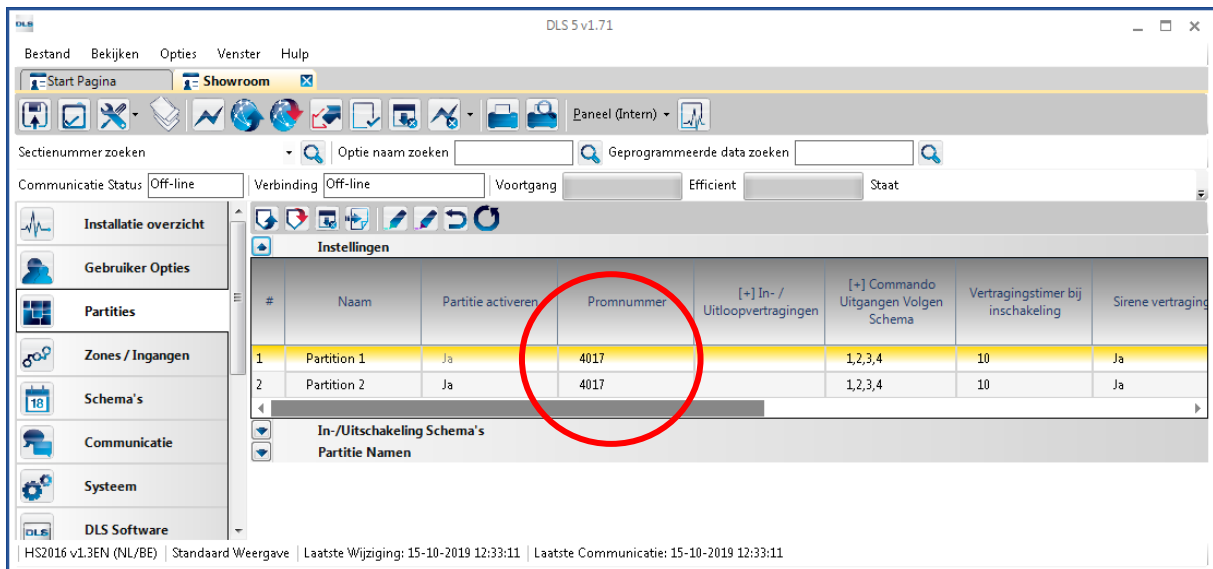 DLS DLS 5 v1.71
Bestand Bekijken Opties Venster Hulp
Start Pagina Showroom
Paneel (Intern)
Sectienummer zoeken Optie naam zoeken Geprogrammeerde data zoeken
Communicatie Status Off-line Verbinding Off-line Voortgang Efficient Staat
Installatie overzicht
Gebruiker Opties
Partities
Zones / Ingangen
18 Schema's
Communicatie
Systeem
DLS DLS Software
Instellingen
# Naam Partitie activeren Promnummer [+] In- / Uitloopvertragingen [+] Commando Uitgangen Volgen Schema Vertragingstimer bij inschakeling Sirene vertraging
1 Partition 1 Ja 4017 1,2,3,4 10 Ja
2 Partition 2 Ja 4017 1,2,3,4 10 Ja
In-/Uitschakeling Schema's
Partitie Namen
HS2016 v1.3EN (NL/BE) Standaard Weergave Laatste Wijziging: 15-10-2019 12:33:11 Laatste Communicatie: 15-10-2019 12:33:11